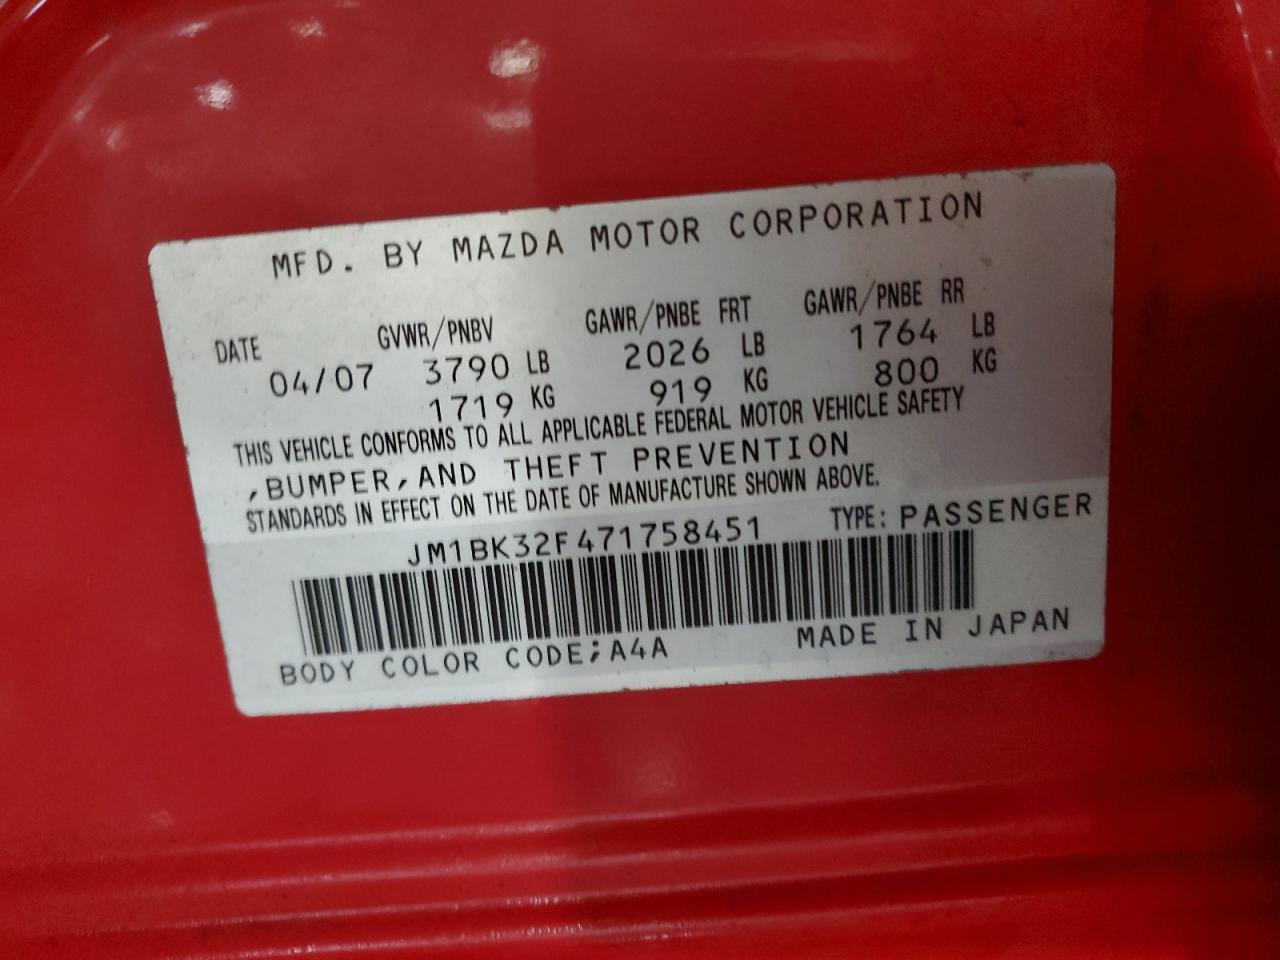 MFD. BY MAZDA MOTOR CORPORATION
DATE GVWR/PNBV GAWR/PNBE FRT GAWR/PNBE RR
04/07 3790 LB 2026 LB 1764 LB
1719 KG 919 KG 800 KG
THIS VEHICLE CONFORMS TO ALL APPLICABLE FEDERAL MOTOR VEHICLE SAFETY
,BUMPER,AND THEFT PREVENTION
STANDARDS IN EFFECT ON THE DATE OF MANUFACTURE SHOWN ABOVE.
JM1BK32F471758451 TYPE: PASSENGER
BODY COLOR CODE;A4A MADE IN JAPAN